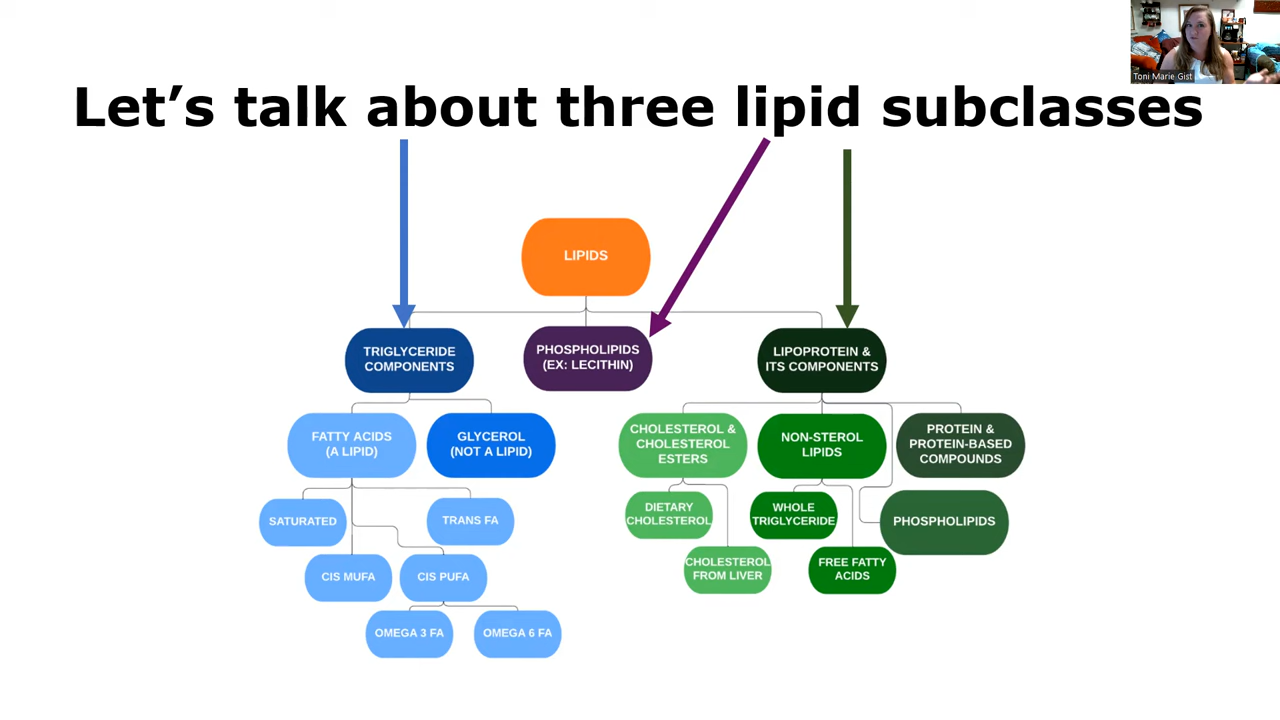 Toni Marie Gist
Let's talk about three lipid subclasses
LIPIDS
TRIGLYCERIDE
COMPONENTS
PHOSPHOLIPIDS
(EX: LECITHIN)
LIPOPROTEIN &
ITS COMPONENTS
FATTY ACIDS
(A LIPID)
GLYCEROL
(NOT A LIPID)
CHOLESTEROL &
CHOLESTEROL
ESTERS
NON-STEROL
LIPIDS
PROTEIN &
PROTEIN-BASED
COMPOUNDS
SATURATED
TRANS FA
DIETARY
CHOLESTEROL
WHOLE
TRIGLYCERIDE
PHOSPHOLIPIDS
CIS MUFA
CIS PUFA
CHOLESTEROL
FROM LIVER
FREE FATTY
ACIDS
OMEGA 3 FA
OMEGA 6 FA